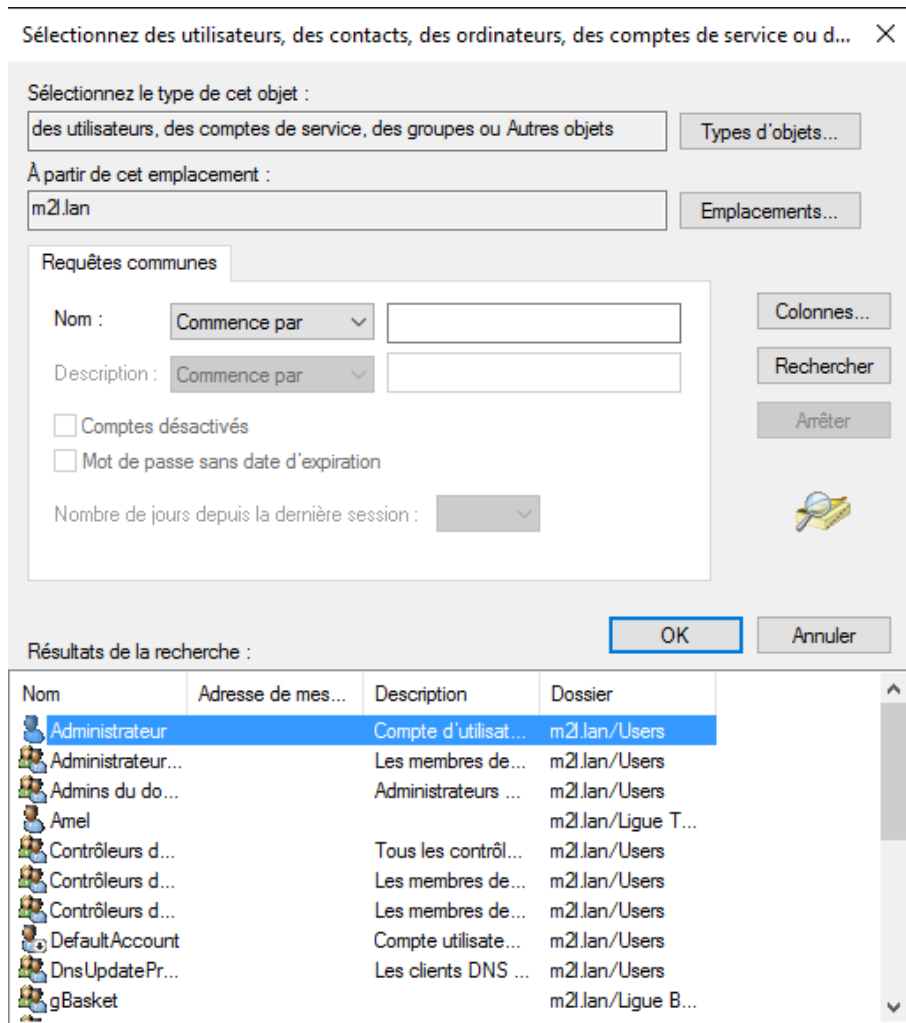 Sélectionnez des utilisateurs, des contacts, des ordinateurs, des comptes de service ou d...
Sélectionnez le type de cet objet :
des utilisateurs, des comptes de service, des groupes ou Autres objets Types d'objets...
À partir de cet emplacement :
m2l.lan Emplacements...
Requêtes communes
Nom : Commence par Colonnes...
Description : Commence par Rechercher
Comptes désactivés Arrêter
Mot de passe sans date d'expiration
Nombre de jours depuis la dernière session :
OK Annuler
Résultats de la recherche :
Nom Adresse de mes... Description Dossier
Administrateur Compte d'utilisat... m2l.lan/Users
Administrateur... Les membres de... m2l.lan/Users
Admins du do... Administrateurs ... m2l.lan/Users
Amel m2l.lan/Ligue T...
Contrôleurs d... Tous les contrôl... m2l.lan/Users
Contrôleurs d... Les membres de... m2l.lan/Users
Contrôleurs d... Les membres de... m2l.lan/Users
DefaultAccount Compte utilisate... m2l.lan/Users
DnsUpdatePr... Les clients DNS ... m2l.lan/Users
gBasket m2l.lan/Ligue B...